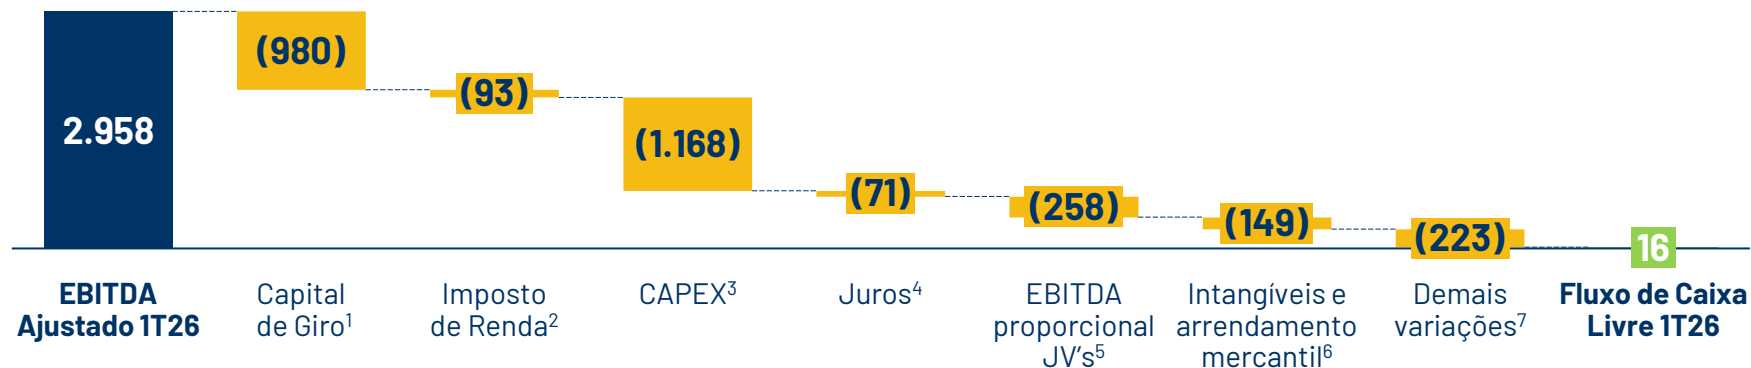 2.958
(980)
(93)
(1.168)
(71)
(258)
(149)
(223)
16
EBITDA
Ajustado 1T26
Capital
de Giro¹
Imposto
de Renda²
CAPEX³
Juros⁴
EBITDA
proporcional
JV's⁵
Intangíveis e
arrendamento
mercantil⁶
Demais
variações⁷
Fluxo de Caixa
Livre 1T26